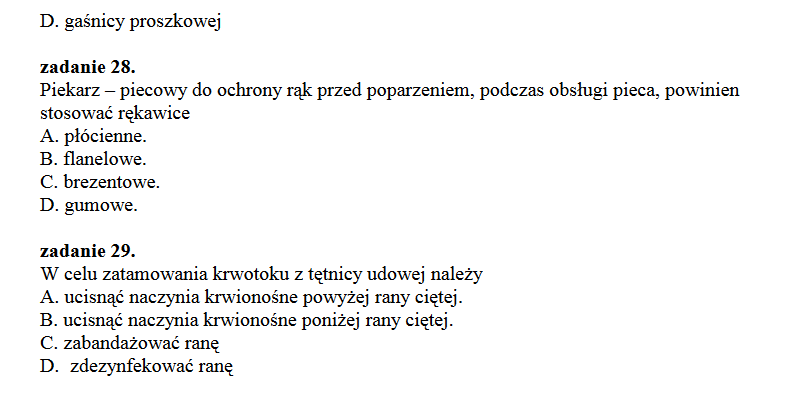 D. gaśnicy proszkowej
zadanie 28.
Piekarz – piecowy do ochrony rąk przed poparzeniem, podczas obsługi pieca, powinien
stosować rękawice
A. płócienne.
B. flanelowe.
C. brezentowe.
D. gumowe.
zadanie 29.
W celu zatamowania krwotoku z tętnicy udowej należy
A. ucisnąć naczynia krwionośne powyżej rany ciętej.
B. ucisnąć naczynia krwionośne poniżej rany ciętej.
C. zabandażować ranę
D.  zdezynfekować ranę